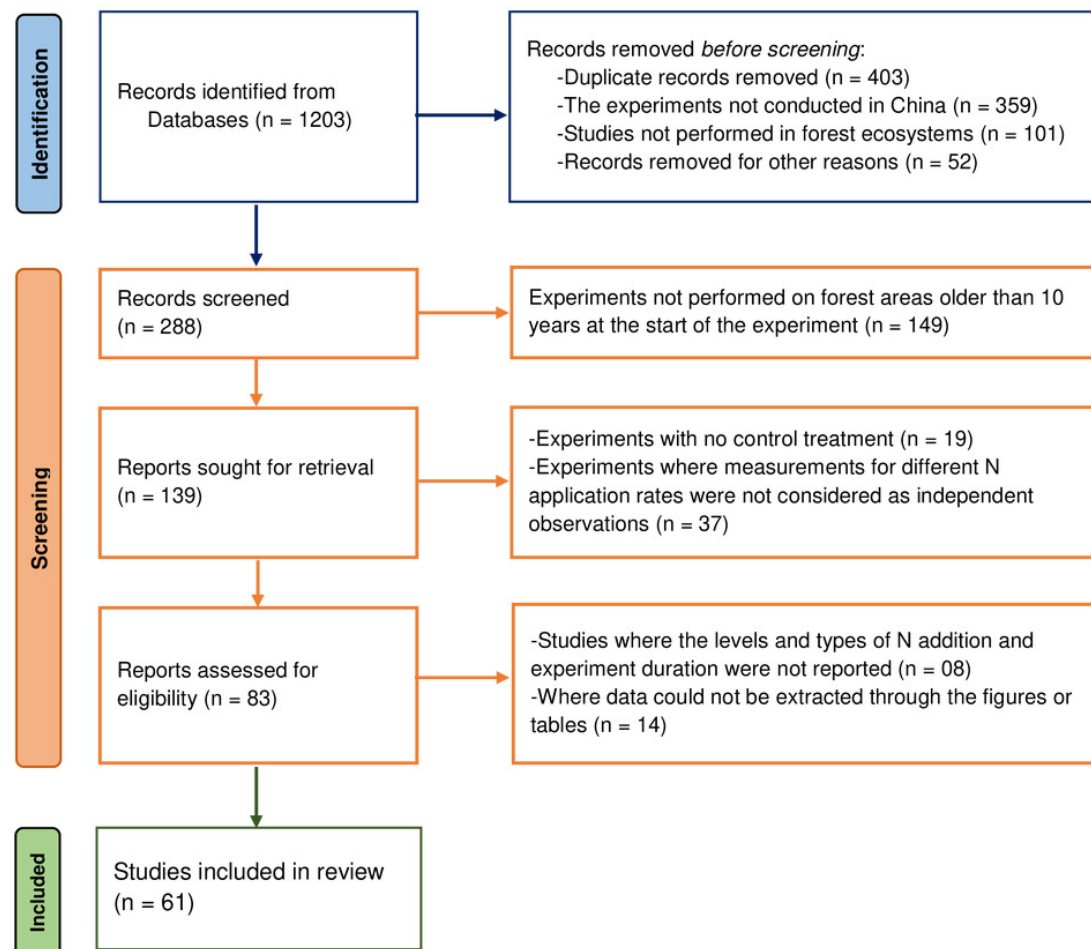 Identification
Records identified from
Databases (n = 1203)
Records removed before screening:
-Duplicate records removed (n = 403)
-The experiments not conducted in China (n = 359)
-Studies not performed in forest ecosystems (n = 101)
-Records removed for other reasons (n = 52)
Screening
Records screened
(n = 288)
Experiments not performed on forest areas older than 10
years at the start of the experiment (n = 149)
Reports sought for retrieval
(n = 139)
-Experiments with no control treatment (n = 19)
-Experiments where measurements for different N
application rates were not considered as independent
observations (n = 37)
Reports assessed for
eligibility (n = 83)
-Studies where the levels and types of N addition and
experiment duration were not reported (n = 08)
-Where data could not be extracted through the figures or
tables (n = 14)
Included
Studies included in review
(n = 61)